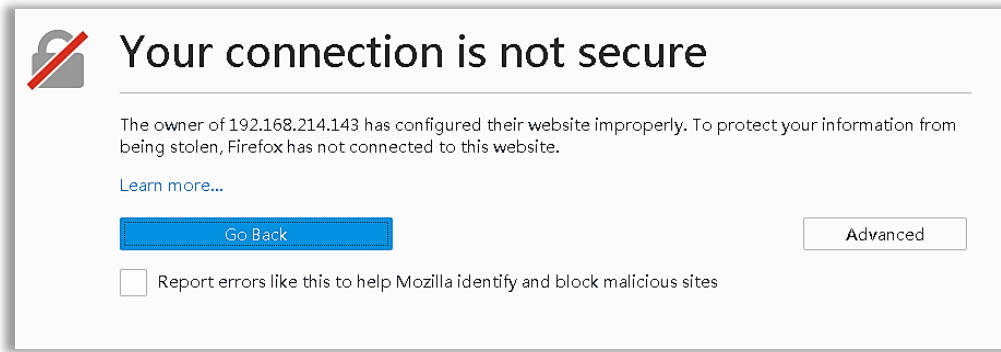 Your connection is not secure
The owner of 192.168.214.143 has configured their website improperly. To protect your information from
being stolen, Firefox has not connected to this website.
Learn more...
Go Back
Advanced
Report errors like this to help Mozilla identify and block malicious sites